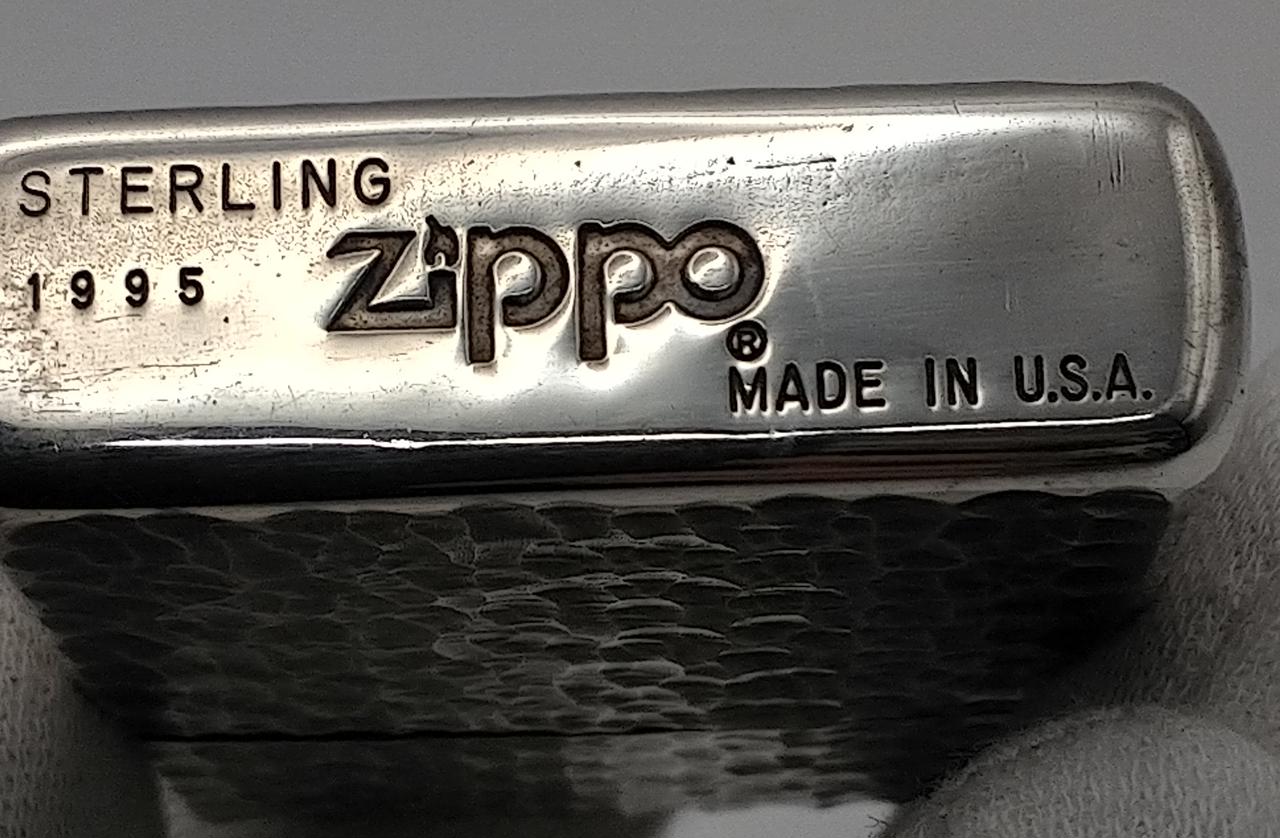 STERLING
1995
Zippo
®
MADE IN U.S.A.